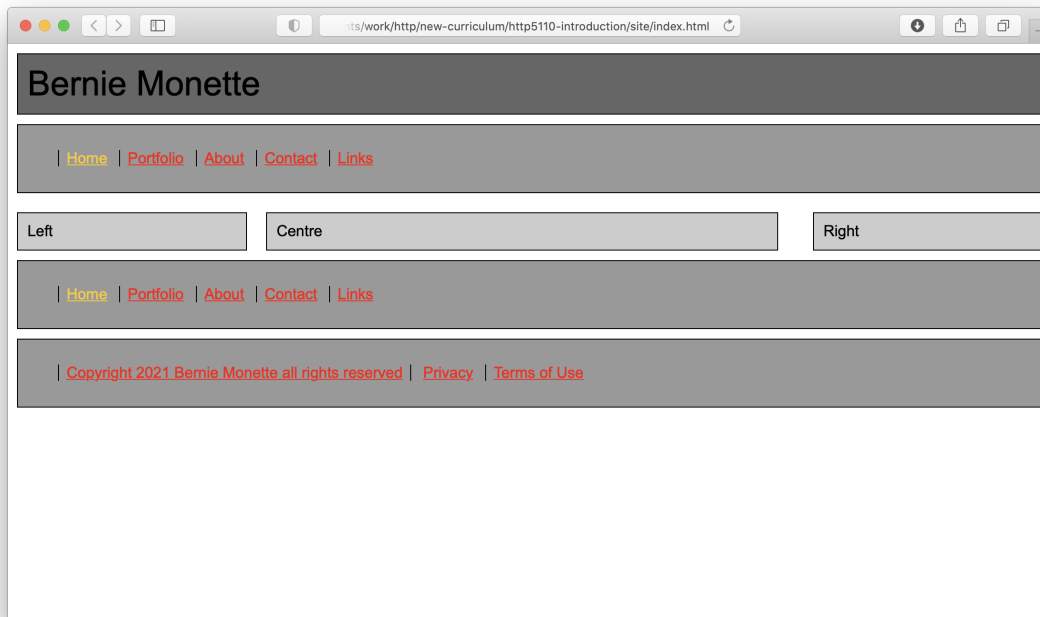 ts/work/http/new-curriculum/http5110-introduction/site/index.html
Bernie Monette
| Home | Portfolio | About | Contact | Links
Left Centre Right
| Home | Portfolio | About | Contact | Links
| Copyright 2021 Bernie Monette all rights reserved | Privacy | Terms of Use